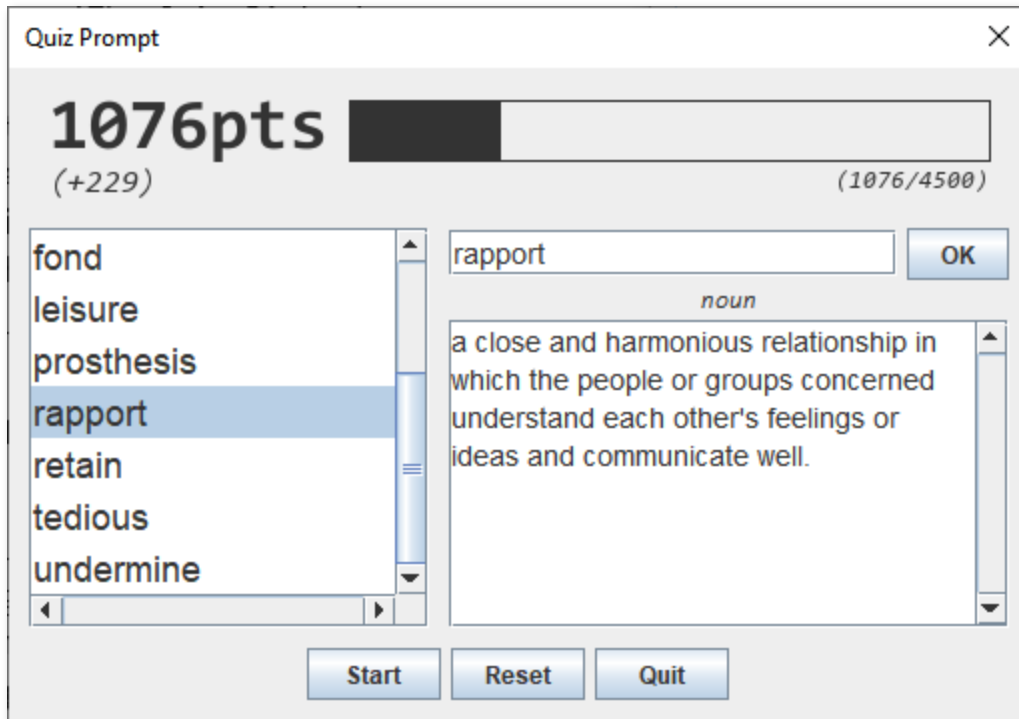 Quiz Prompt
1076pts
(+229)
(1076/4500)
fond
leisure
prosthesis
rapport
retain
tedious
undermine
rapport
OK
noun
a close and harmonious relationship in
which the people or groups concerned
understand each other's feelings or
ideas and communicate well.
Start
Reset
Quit